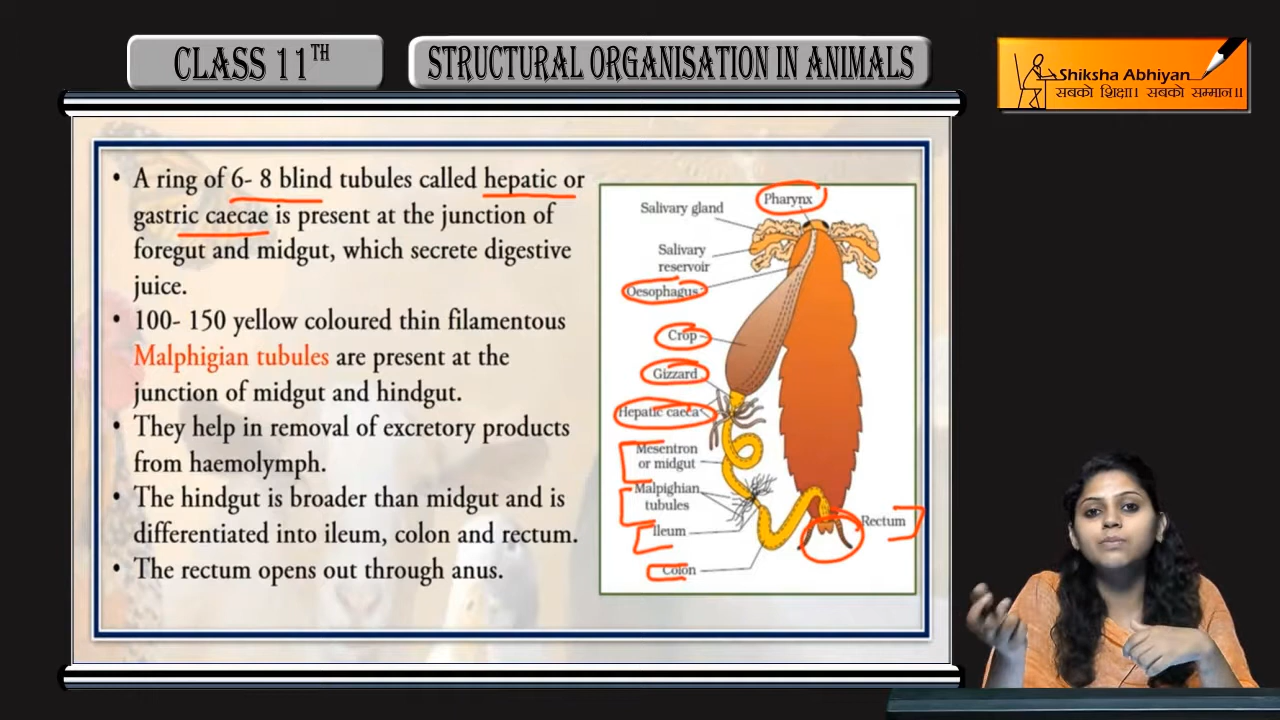 CLASS 11TH
STRUCTURAL ORGANISATION IN ANIMALS
Shiksha Abhiyan
सबको शिक्षा। सबको सम्मान॥
• A ring of 6- 8 blind tubules called hepatic or
gastric caecae is present at the junction of
foregut and midgut, which secrete digestive
juice.
• 100- 150 yellow coloured thin filamentous
Malphigian tubules are present at the
junction of midgut and hindgut.
• They help in removal of excretory products
from haemolymph.
• The hindgut is broader than midgut and is
differentiated into ileum, colon and rectum.
• The rectum opens out through anus.
Pharynx
Salivary gland
Salivary
reservoir
Oesophagus
Crop
Gizzard
Hepatic caeca
Mesentron
or midgut
Malpighian
tubules
Ileum
Colon
Rectum